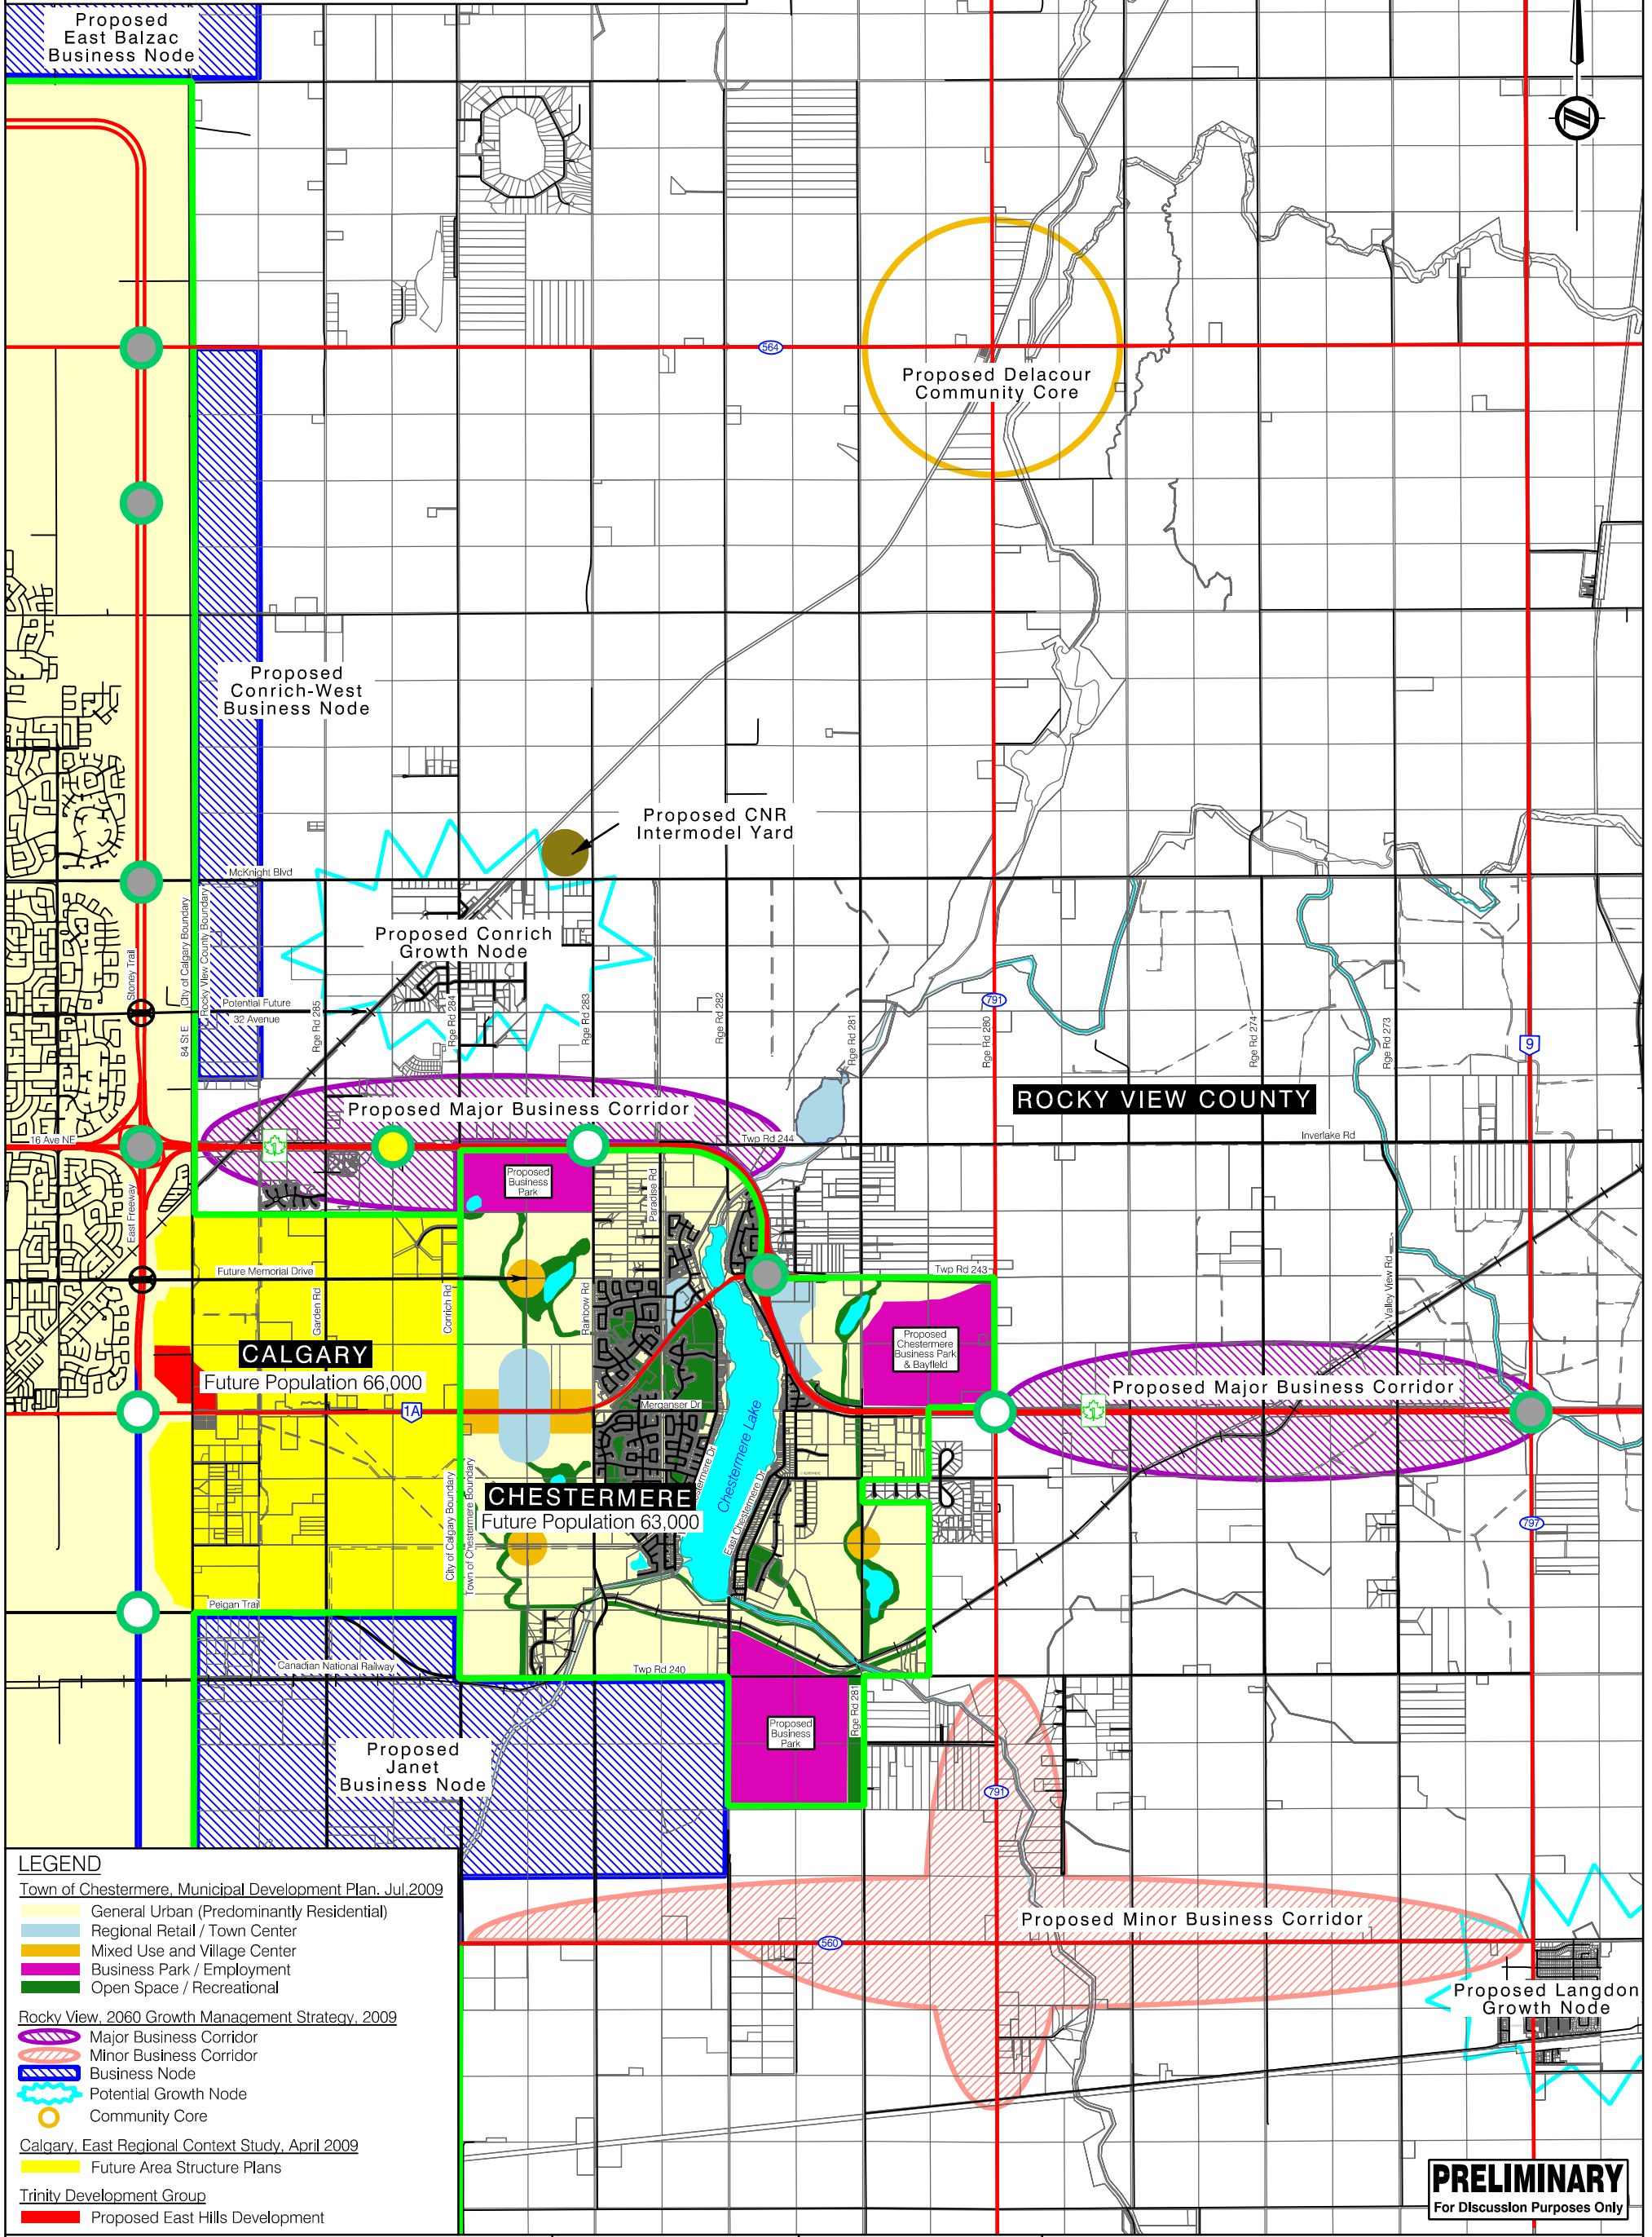 Proposed
East Balzac
Business Node
564
Proposed Delacour
Community Core
Proposed
Conrich-West
Business Node
Proposed CNR
Intermodel Yard
McKnight Blvd
City of Calgary Boundary
Rocky View County Boundary
84 St E
Stoney Trail
Proposed Conrich
Growth Node
Potential Future
32 Avenue
Rge Rd 285
Rge Rd 284
Rge Rd 283
Rge Rd 282
Rge Rd 281
791
Rge Rd 280
Rge Rd 274
Rge Rd 273
9
ROCKY VIEW COUNTY
Proposed Major Business Corridor
16 Ave NE
Twp Rd 244
Inverlake Rd
Proposed
Business
Park
Paradise Rd
East Freeway
Future Memorial Drive
Twp Rd 243
Garden Rd
Conrich Rd
Rainbow Rd
Valley View Rd
CALGARY
Future Population 66,000
Proposed
Chestermere
Business Park
& Bayfield
Proposed Major Business Corridor
1A
Merganser Dr
Chestermere Lake
East Chestermere Dr
City of Calgary Boundary
Town of Chestermere Boundary
CHESTERMERE
Future Population 63,000
797
Peigan Trail
Canadian National Railway
Twp Rd 240
Rge Rd 281
Proposed
Business
Park
Proposed
Janet
Business Node
791
Proposed Minor Business Corridor
560
Proposed Langdon
Growth Node
LEGEND
Town of Chestermere, Municipal Development Plan. Jul,2009
General Urban (Predominantly Residential)
Regional Retail / Town Center
Mixed Use and Village Center
Business Park / Employment
Open Space / Recreational
Rocky View, 2060 Growth Management Strategy, 2009
Major Business Corridor
Minor Business Corridor
Business Node
Potential Growth Node
Community Core
Calgary, East Regional Context Study, April 2009
Future Area Structure Plans
Trinity Development Group
Proposed East Hills Development
PRELIMINARY
For Discussion Purposes Only